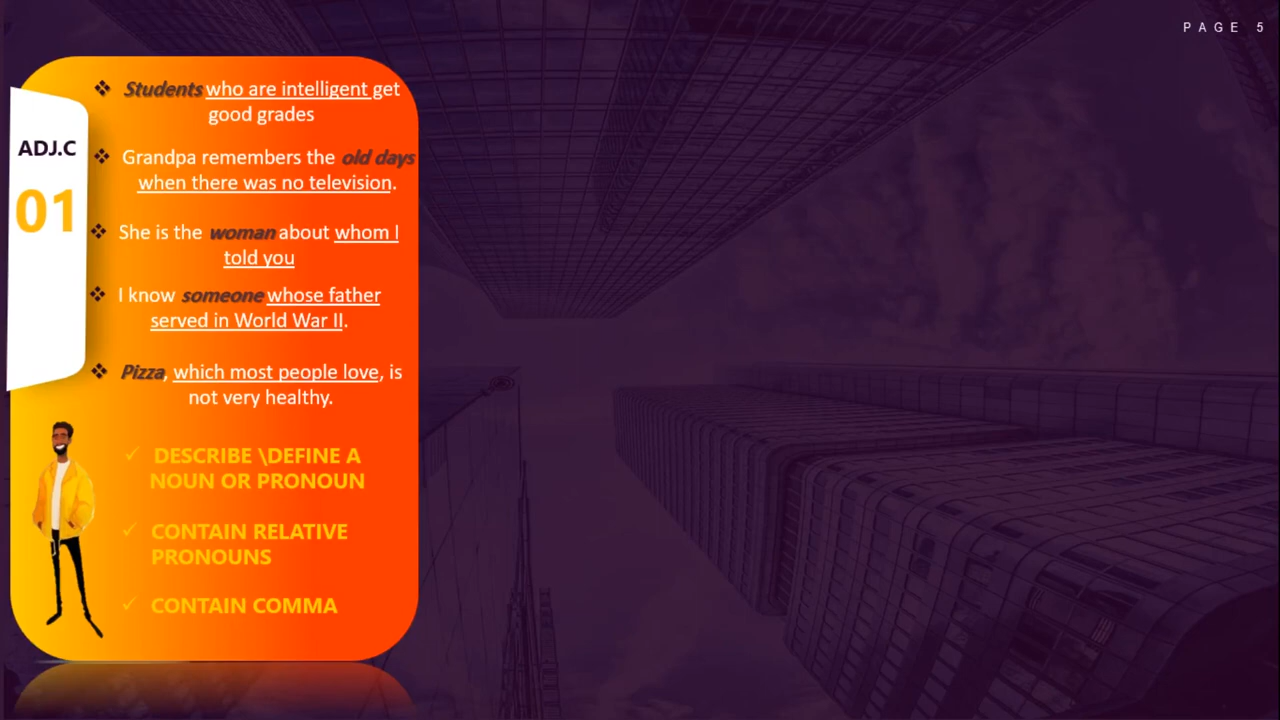 PAGE 5
ADJ.C
01
❖ Students who are intelligent get
good grades
❖ Grandpa remembers the old days
when there was no television.
❖ She is the woman about whom I
told you
❖ I know someone whose father
served in World War II.
❖ Pizza, which most people love, is
not very healthy.
✓ DESCRIBE \DEFINE A
NOUN OR PRONOUN
✓ CONTAIN RELATIVE
PRONOUNS
✓ CONTAIN COMMA